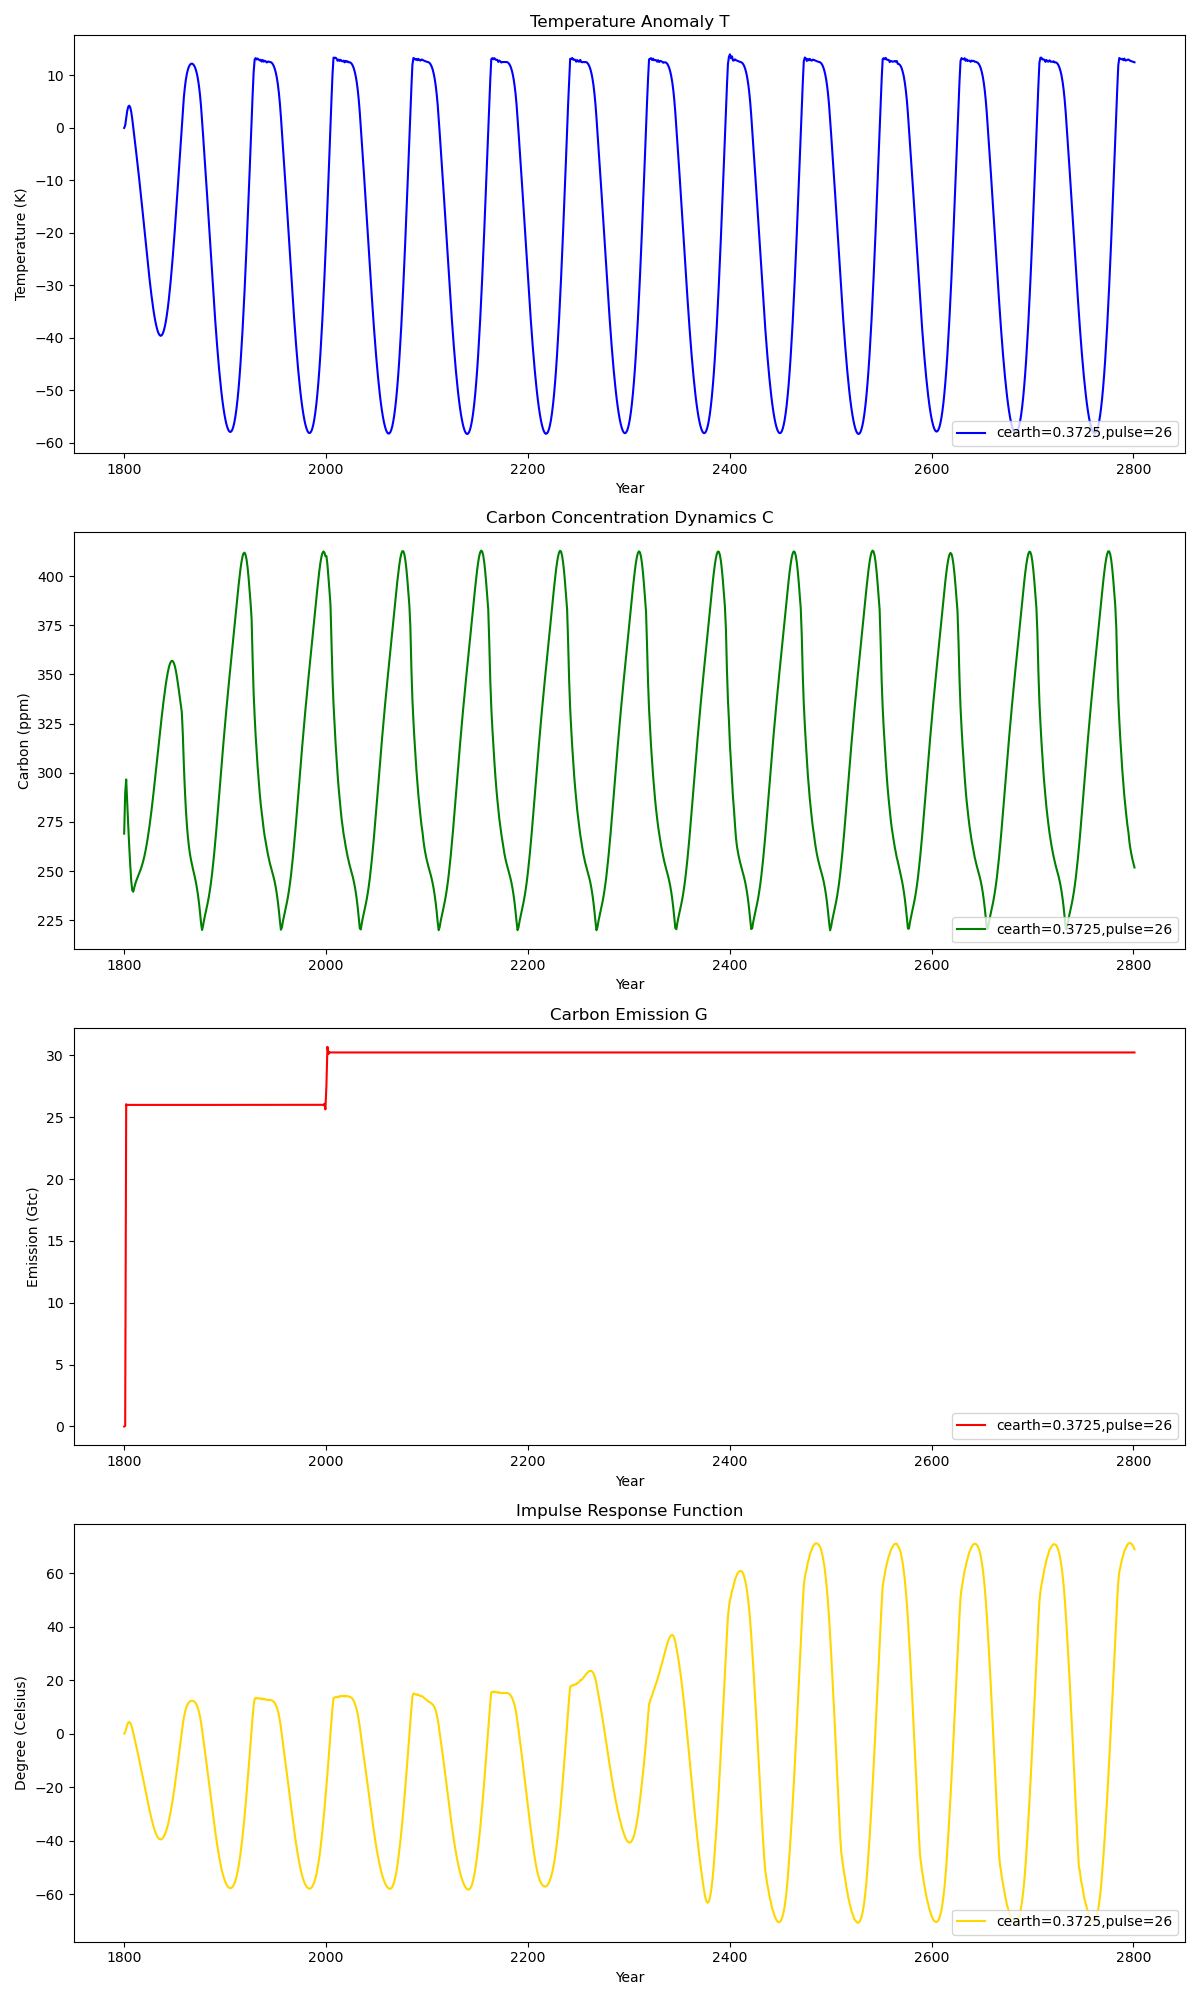 Temperature Anomaly T
10
0
−10
−20
−30
−40
−50
−60
Temperature (K)
cearth=0.3725,pulse=26
1800 2000 2200 2400 2600 2800
Year
Carbon Concentration Dynamics C
400
375
350
325
300
275
250
225
Carbon (ppm)
cearth=0.3725,pulse=26
1800 2000 2200 2400 2600 2800
Year
Carbon Emission G
30
25
20
15
10
5
0
Emission (Gtc)
cearth=0.3725,pulse=26
1800 2000 2200 2400 2600 2800
Year
Impulse Response Function
60
40
20
0
−20
−40
−60
Degree (Celsius)
cearth=0.3725,pulse=26
1800 2000 2200 2400 2600 2800
Year